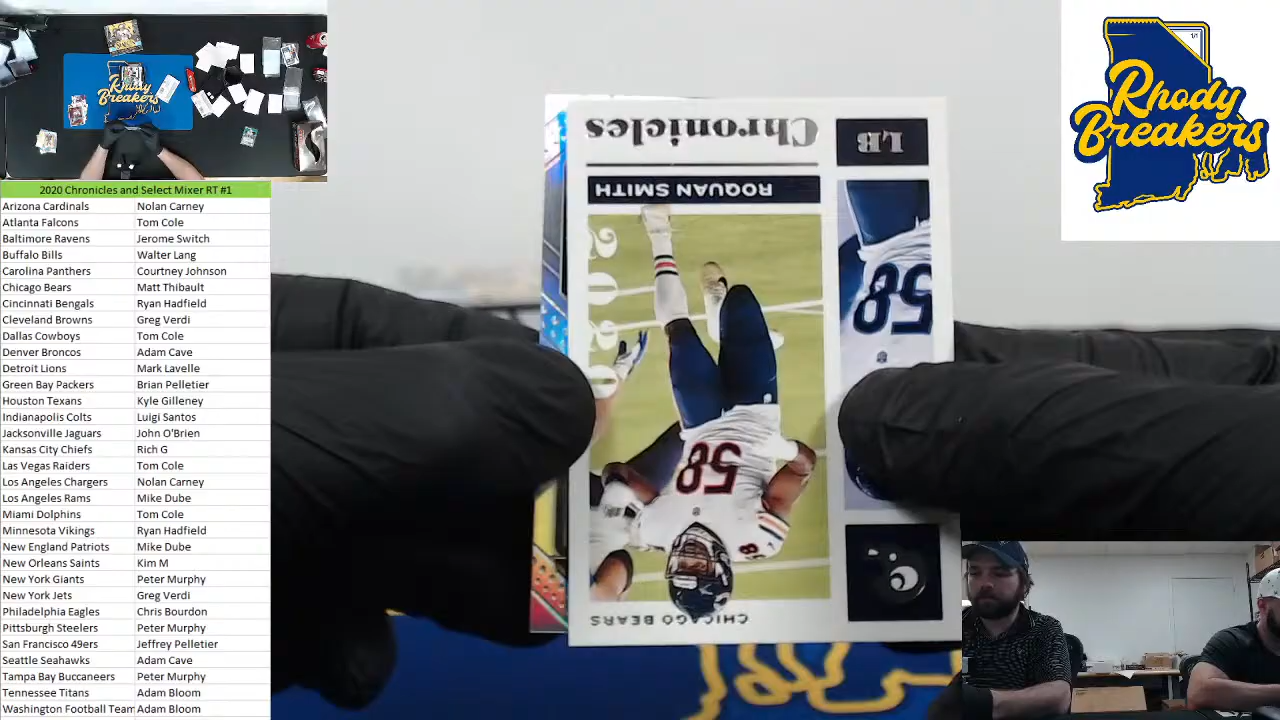 2020 Chronicles and Select Mixer RT #1
Arizona Cardinals Nolan Carney
Atlanta Falcons Tom Cole
Baltimore Ravens Jerome Switch
Buffalo Bills Walter Lang
Carolina Panthers Courtney Johnson
Chicago Bears Matt Thibault
Cincinnati Bengals Ryan Hadfield
Cleveland Browns Greg Verdi
Dallas Cowboys Tom Cole
Denver Broncos Adam Cave
Detroit Lions Mark Lavelle
Green Bay Packers Brian Pelletier
Houston Texans Kyle Gilleney
Indianapolis Colts Luigi Santos
Jacksonville Jaguars John O'Brien
Kansas City Chiefs Rich G
Las Vegas Raiders Tom Cole
Los Angeles Chargers Nolan Carney
Los Angeles Rams Mike Dube
Miami Dolphins Tom Cole
Minnesota Vikings Ryan Hadfield
New England Patriots Mike Dube
New Orleans Saints Kim M
New York Giants Peter Murphy
New York Jets Greg Verdi
Philadelphia Eagles Chris Bourdon
Pittsburgh Steelers Peter Murphy
San Francisco 49ers Jeffrey Pelletier
Seattle Seahawks Adam Cave
Tampa Bay Buccaneers Peter Murphy
Tennessee Titans Adam Bloom
Washington Football Team Adam Bloom
Rhody
Breakers
1/1
Rhody
Breakers
Chronicles
LB
ROQUAN SMITH
2020
58
58
8
CHICAGO BEARS